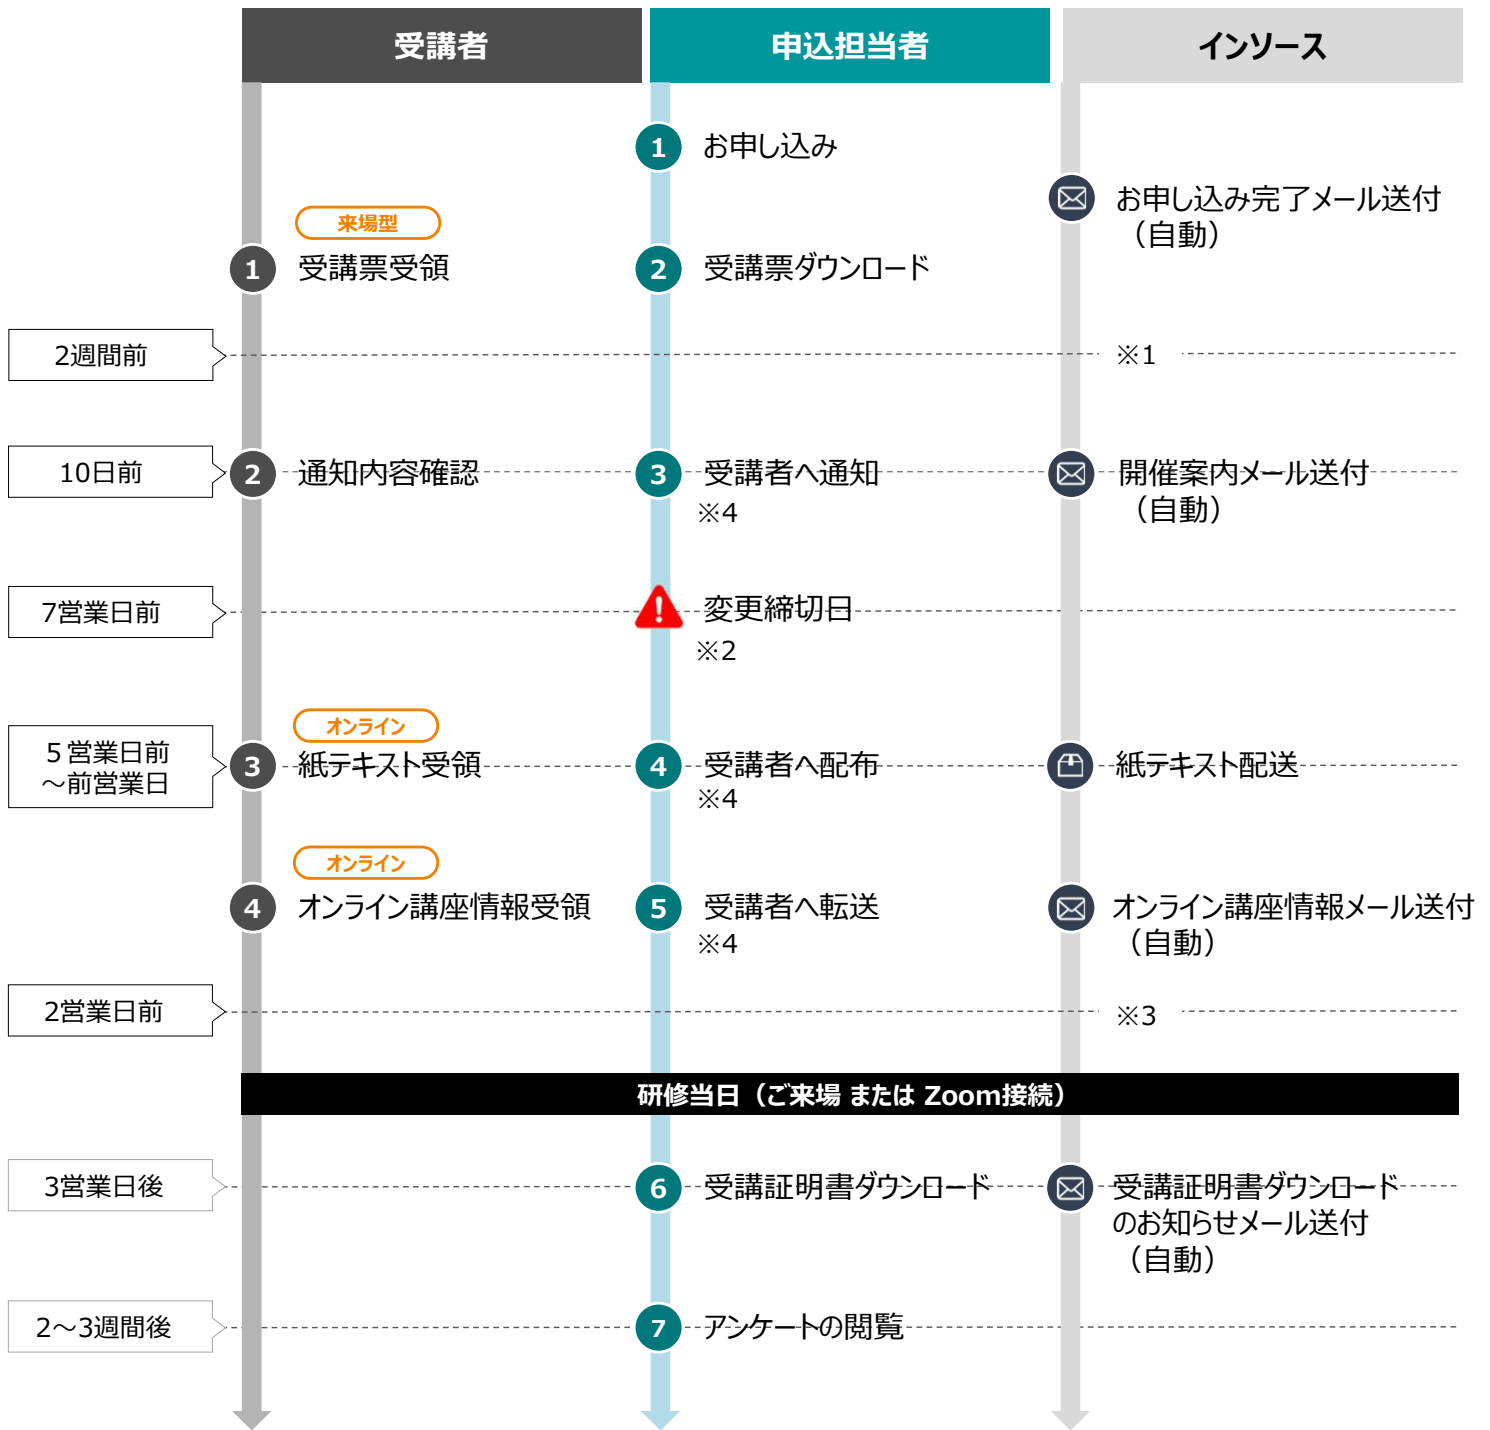 受講者
申込担当者
インソース
1 お申し込み
お申し込み完了メール送付
（自動）
来場型
1 受講票受領
2 受講票ダウンロード
2週間前
※1
10日前
2 通知内容確認
3 受講者へ通知
※4
開催案内メール送付
（自動）
7営業日前
変更締切日
※2
５営業日前
～前営業日
オンライン
3 紙テキスト受領
4 受講者へ配布
※4
紙テキスト配送
オンライン
4 オンライン講座情報受領
5 受講者へ転送
※4
オンライン講座情報メール送付
（自動）
2営業日前
※3
研修当日（ご来場 または Zoom接続）
3営業日後
6 受講証明書ダウンロード
受講証明書ダウンロード
のお知らせメール送付
（自動）
2～3週間後
7 アンケートの閲覧